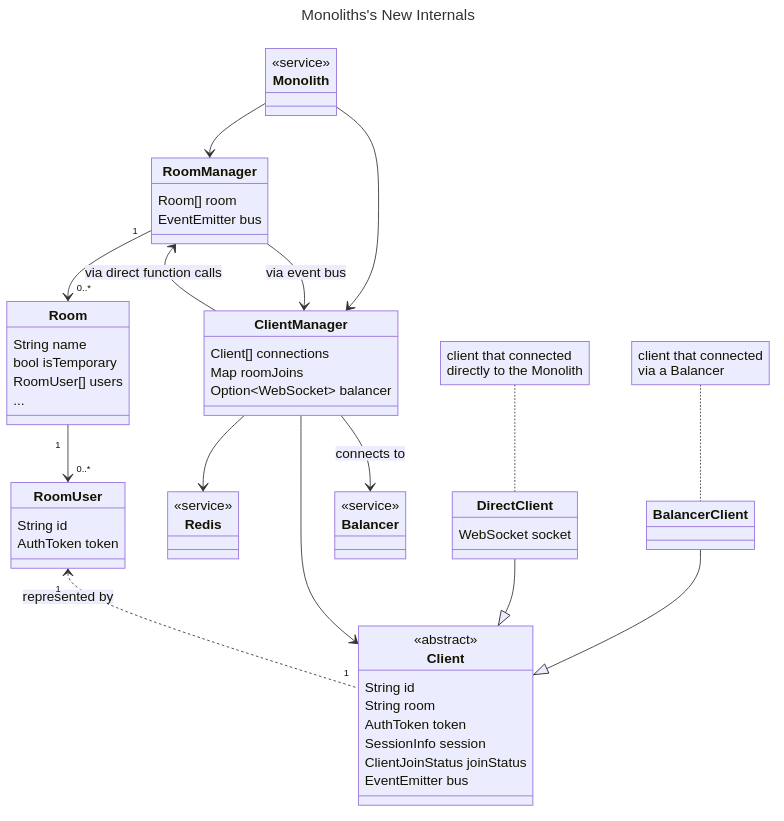 Monoliths's New Internals
«service»
Monolith
RoomManager
Room[] room
EventEmitter bus
1
via direct function calls
via event bus
0..*
Room
String name
bool isTemporary
RoomUser[] users
...
ClientManager
Client[] connections
Map roomJoins
Option<WebSocket> balancer
client that connected
directly to the Monolith
client that connected
via a Balancer
1
0..*
connects to
RoomUser
String id
AuthToken token
«service»
Redis
«service»
Balancer
DirectClient
WebSocket socket
BalancerClient
1
represented by
1
«abstract»
Client
String id
String room
AuthToken token
SessionInfo session
ClientJoinStatus joinStatus
EventEmitter bus